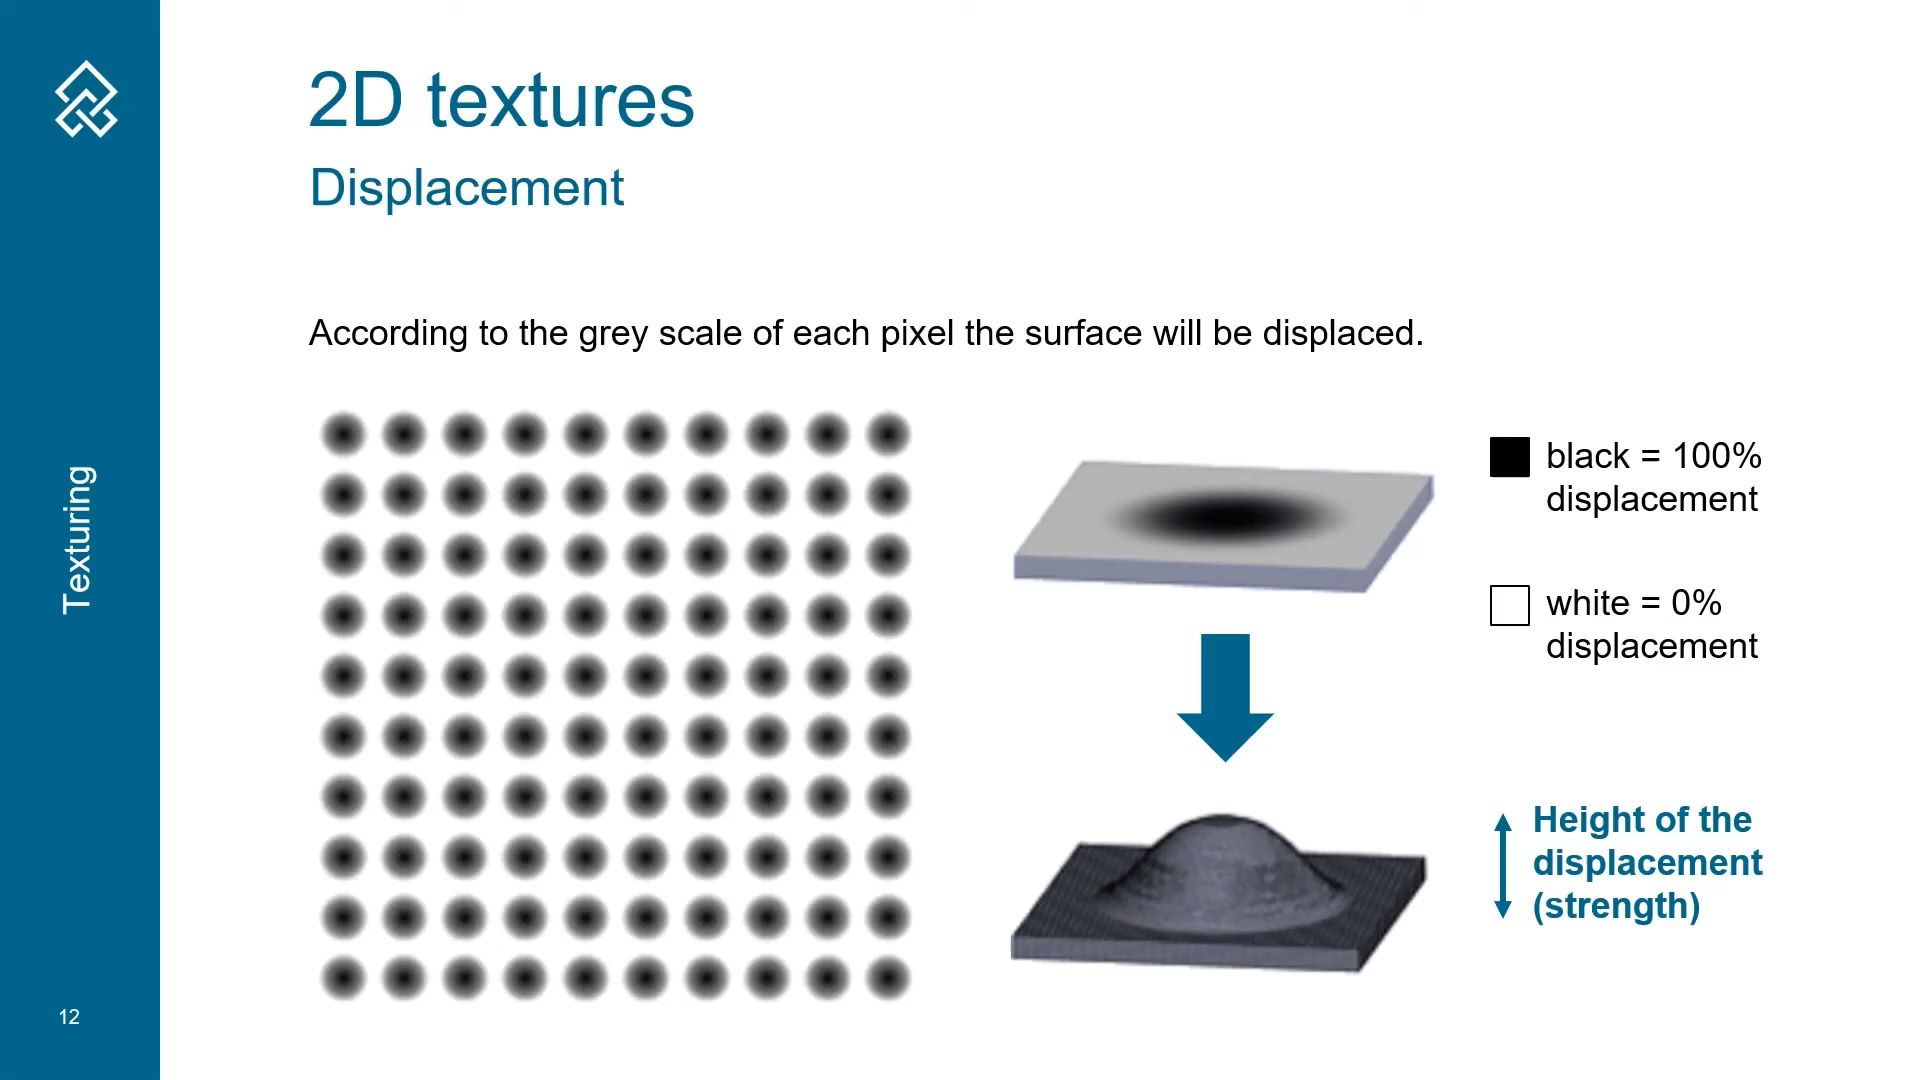 2D textures
Displacement
According to the grey scale of each pixel the surface will be displaced.
black = 100%
displacement
white = 0%
displacement
Height of the
displacement
(strength)
Texturing
12